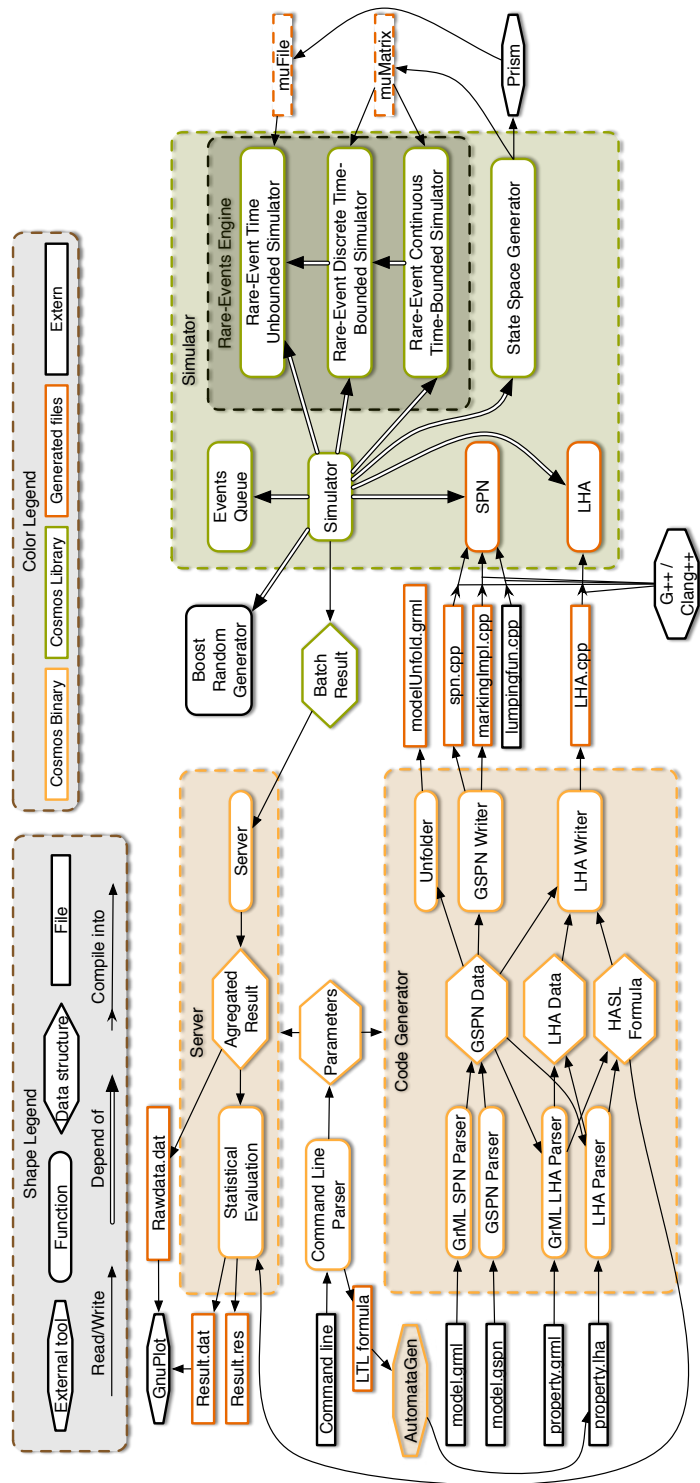 Shape Legend
External tool
Function
Data structure
File
Read/Write
Depend of
Compile into
Color Legend
Cosmos Binary
Cosmos Library
Generated files
Extern
GnuPlot
Rawdata.dat
Result.dat
Result.res
Server
Statistical
Evaluation
Agregated
Result
Server
Batch
Result
Boost
Random
Generator
Command line
Command Line
Parser
Parameters
LTL formula
AutomataGen
Simulator
Events
Queue
Simulator
SPN
LHA
Rare-Events Engine
Rare-Event Time
Unbounded Simulator
Rare-Event Discrete Time-
Bounded Simulator
Rare-Event Continuous
Time-Bounded Simulator
State Space Generator
muFile
muMatrix
Prism
Code Generator
model.grml
model.gspn
property.grml
property.lha
GrML SPN Parser
GSPN Parser
GrML LHA Parser
LHA Parser
GSPN Data
LHA Data
HASL
Formula
Unfolder
GSPN Writer
LHA Writer
modelUnfold.grml
spn.cpp
markingImpl.cpp
lumpingfun.cpp
LHA.cpp
G++ /
Clang++